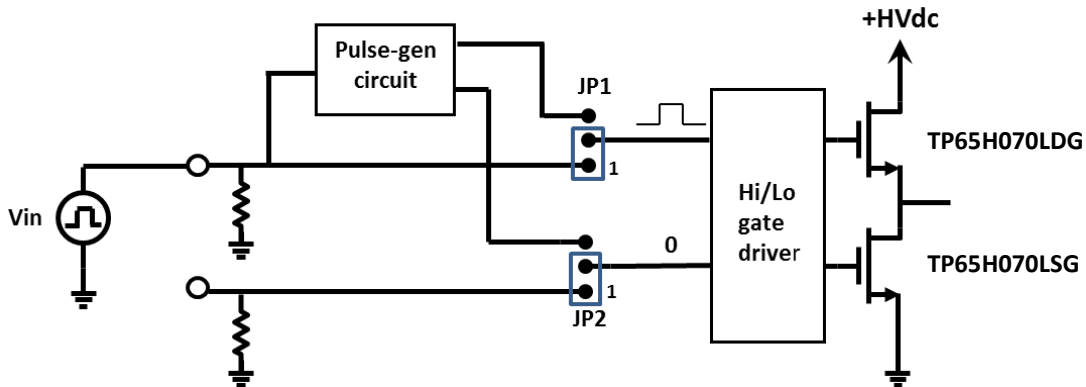 +HVdc
Pulse-gen
circuit
JP1
TP65H070LDG
1
Vin
Hi/Lo
gate
driver
0
TP65H070LSG
1
JP2